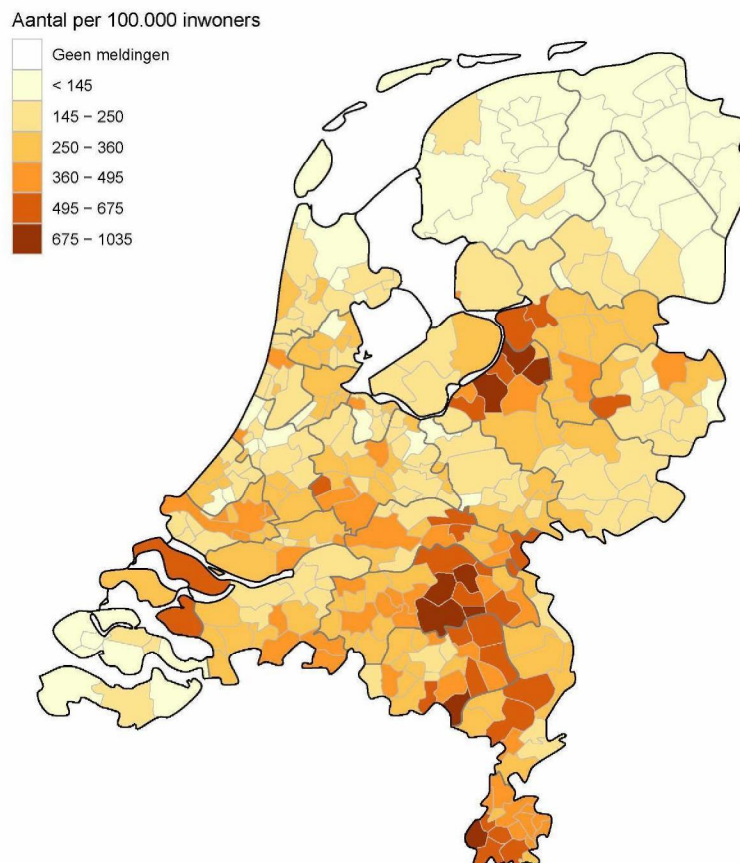 Aantal per 100.000 inwoners
Geen meldingen
< 145
145 − 250
250 − 360
360 − 495
495 − 675
675 − 1035